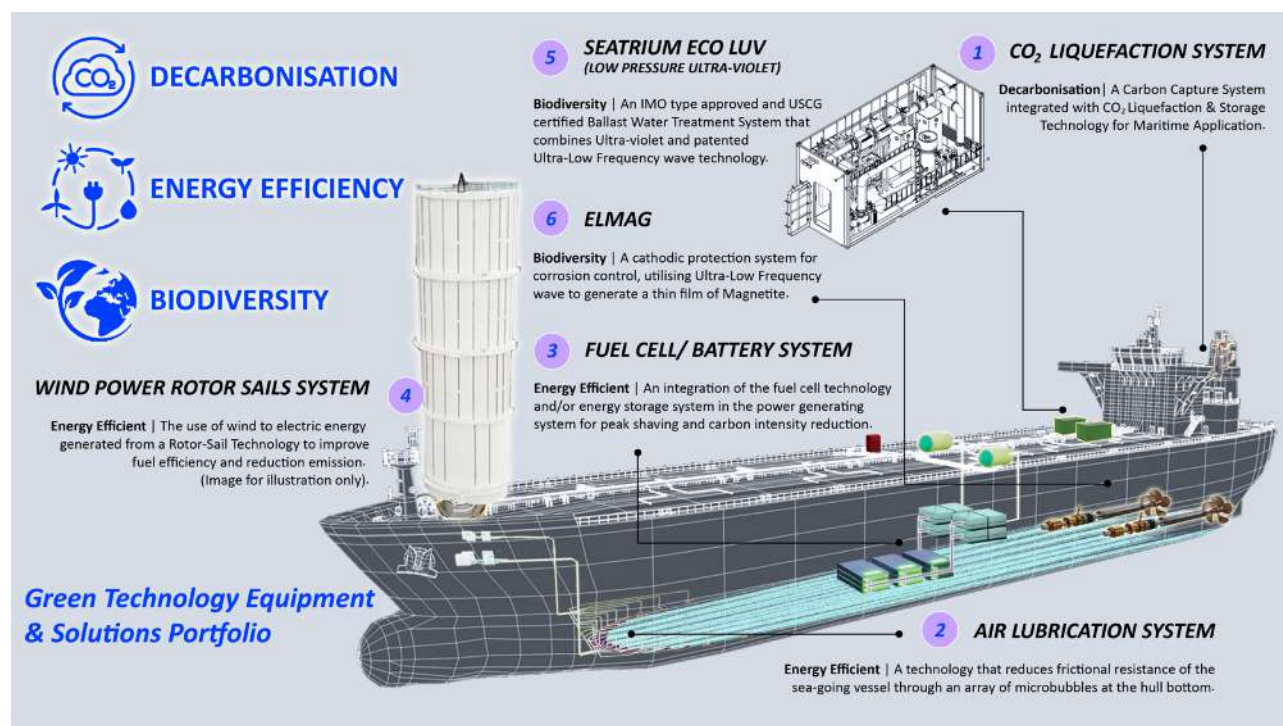 DECARBONISATION
ENERGY EFFICIENCY
BIODIVERSITY
1
CO₂ LIQUEFACTION SYSTEM
Decarbonisation| A Carbon Capture System
integrated with CO₂ Liquefaction & Storage
Technology for Maritime Application.
5
SEATRIUM ECO LUV
(LOW PRESSURE ULTRA-VIOLET)
Biodiversity | An IMO type approved and USCG
certified Ballast Water Treatment System that
combines Ultra-violet and patented
Ultra-Low Frequency wave technology.
6
ELMAG
Biodiversity | A cathodic protection system for
corrosion control, utilising Ultra-Low Frequency
wave to generate a thin film of Magnetite.
3
FUEL CELL/ BATTERY SYSTEM
Energy Efficient | An integration of the fuel cell technology
and/or energy storage system in the power generating
system for peak shaving and carbon intensity reduction.
WIND POWER ROTOR SAILS SYSTEM
4
Energy Efficient | The use of wind to electric energy
generated from a Rotor-Sail Technology to improve
fuel efficiency and reduction emission.
(Image for illustration only).
Green Technology Equipment
& Solutions Portfolio
2
AIR LUBRICATION SYSTEM
Energy Efficient | A technology that reduces frictional resistance of the
sea-going vessel through an array of microbubbles at the hull bottom.
CO₂